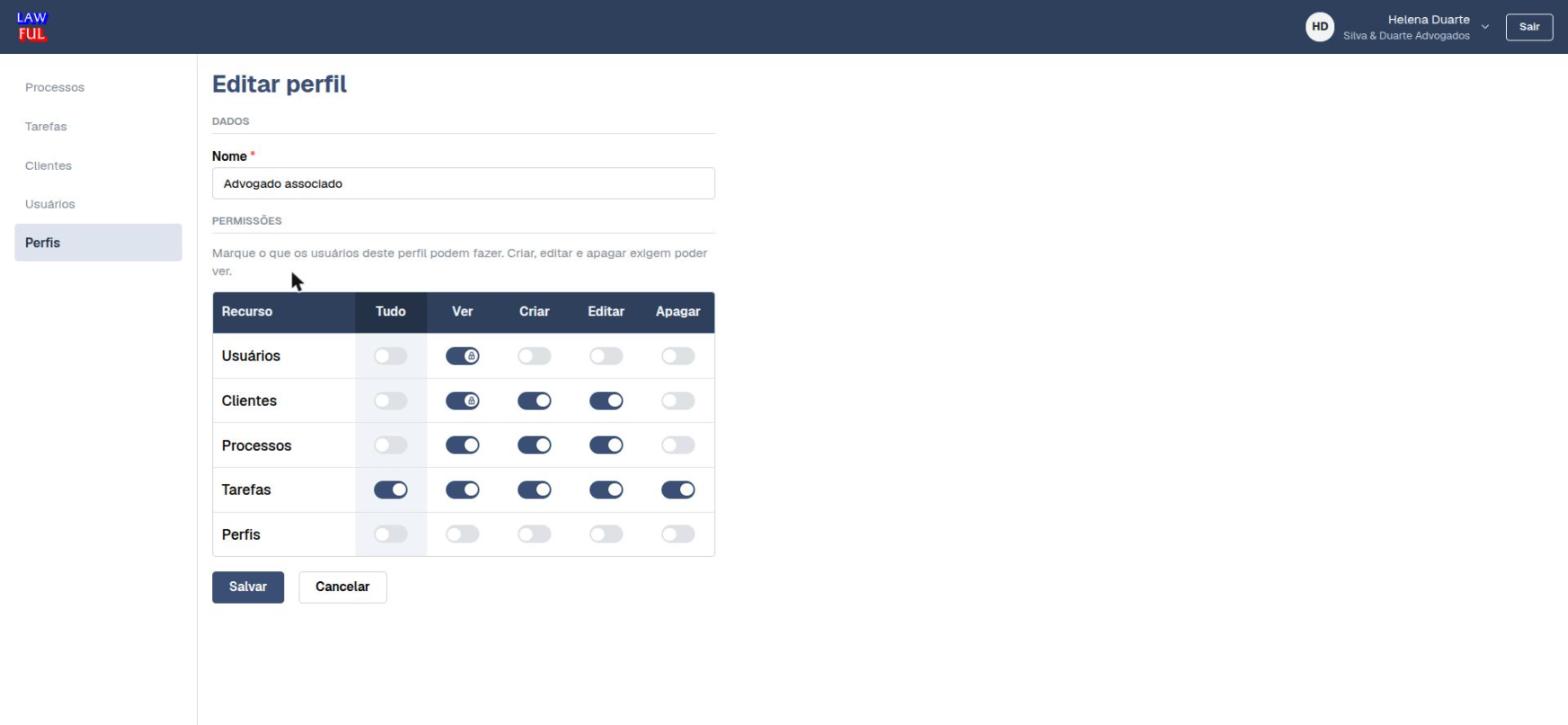 LAW
FUL
HD
Helena Duarte
Silva & Duarte Advogados
Sair
Processos
Tarefas
Clientes
Usuários
Perfis
Editar perfil
DADOS
Nome *
Advogado associado
PERMISSÕES
Marque o que os usuários deste perfil podem fazer. Criar, editar e apagar exigem poder
ver.
Recurso Tudo Ver Criar Editar Apagar
Usuários
Clientes
Processos
Tarefas
Perfis
Salvar Cancelar